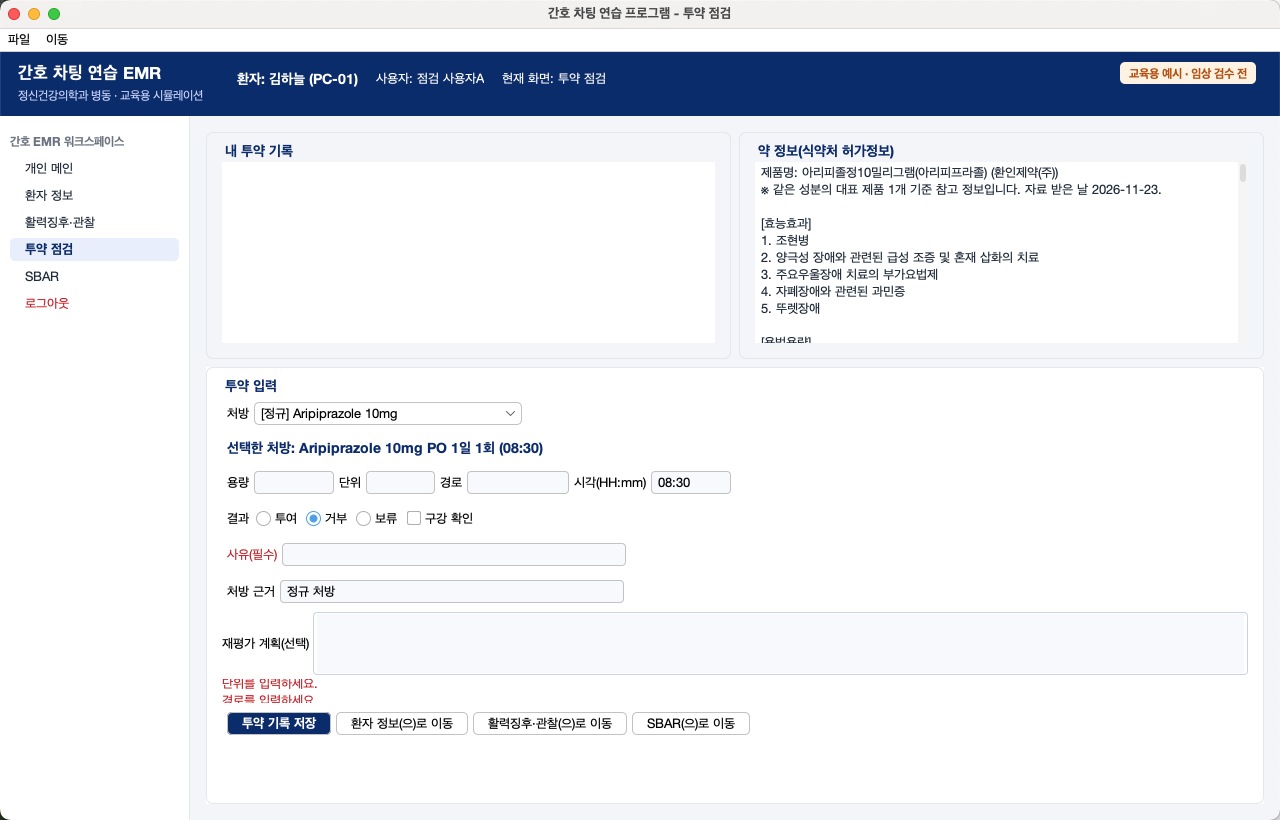 간호 차팅 연습 프로그램 - 투약 점검
파일 이동
간호 차팅 연습 EMR
정신건강의학과 병동 · 교육용 시뮬레이션
환자: 김하늘 (PC-01) 사용자: 점검 사용자A 현재 화면: 투약 점검
교육용 예시 · 임상 검수 전
간호 EMR 워크스페이스
개인 메인
환자 정보
활력징후·관찰
투약 점검
SBAR
로그아웃
내 투약 기록
약 정보(식약처 허가정보)
제품명: 아리피졸정10밀리그램(아리피프라졸) (환인제약(주))
※ 같은 성분의 대표 제품 1개 기준 참고 정보입니다. 자료 받은 날 2026-11-23.
[효능효과]
1. 조현병
2. 양극성 장애와 관련된 급성 조증 및 혼재 삽화의 치료
3. 주요우울장애 치료의 부가요법제
4. 자폐장애와 관련된 과민증
5. 뚜렛장애
[용법용량]
투약 입력
처방 [정규] Aripiprazole 10mg
선택한 처방: Aripiprazole 10mg PO 1일 1회 (08:30)
용량 단위 경로 시각(HH:mm) 08:30
결과 투여 거부 보류 구강 확인
사유(필수)
처방 근거 정규 처방
재평가 계획(선택)
단위를 입력하세요.
경로를 입력하세요
투약 기록 저장 환자 정보(으)로 이동 활력징후·관찰(으)로 이동 SBAR(으)로 이동